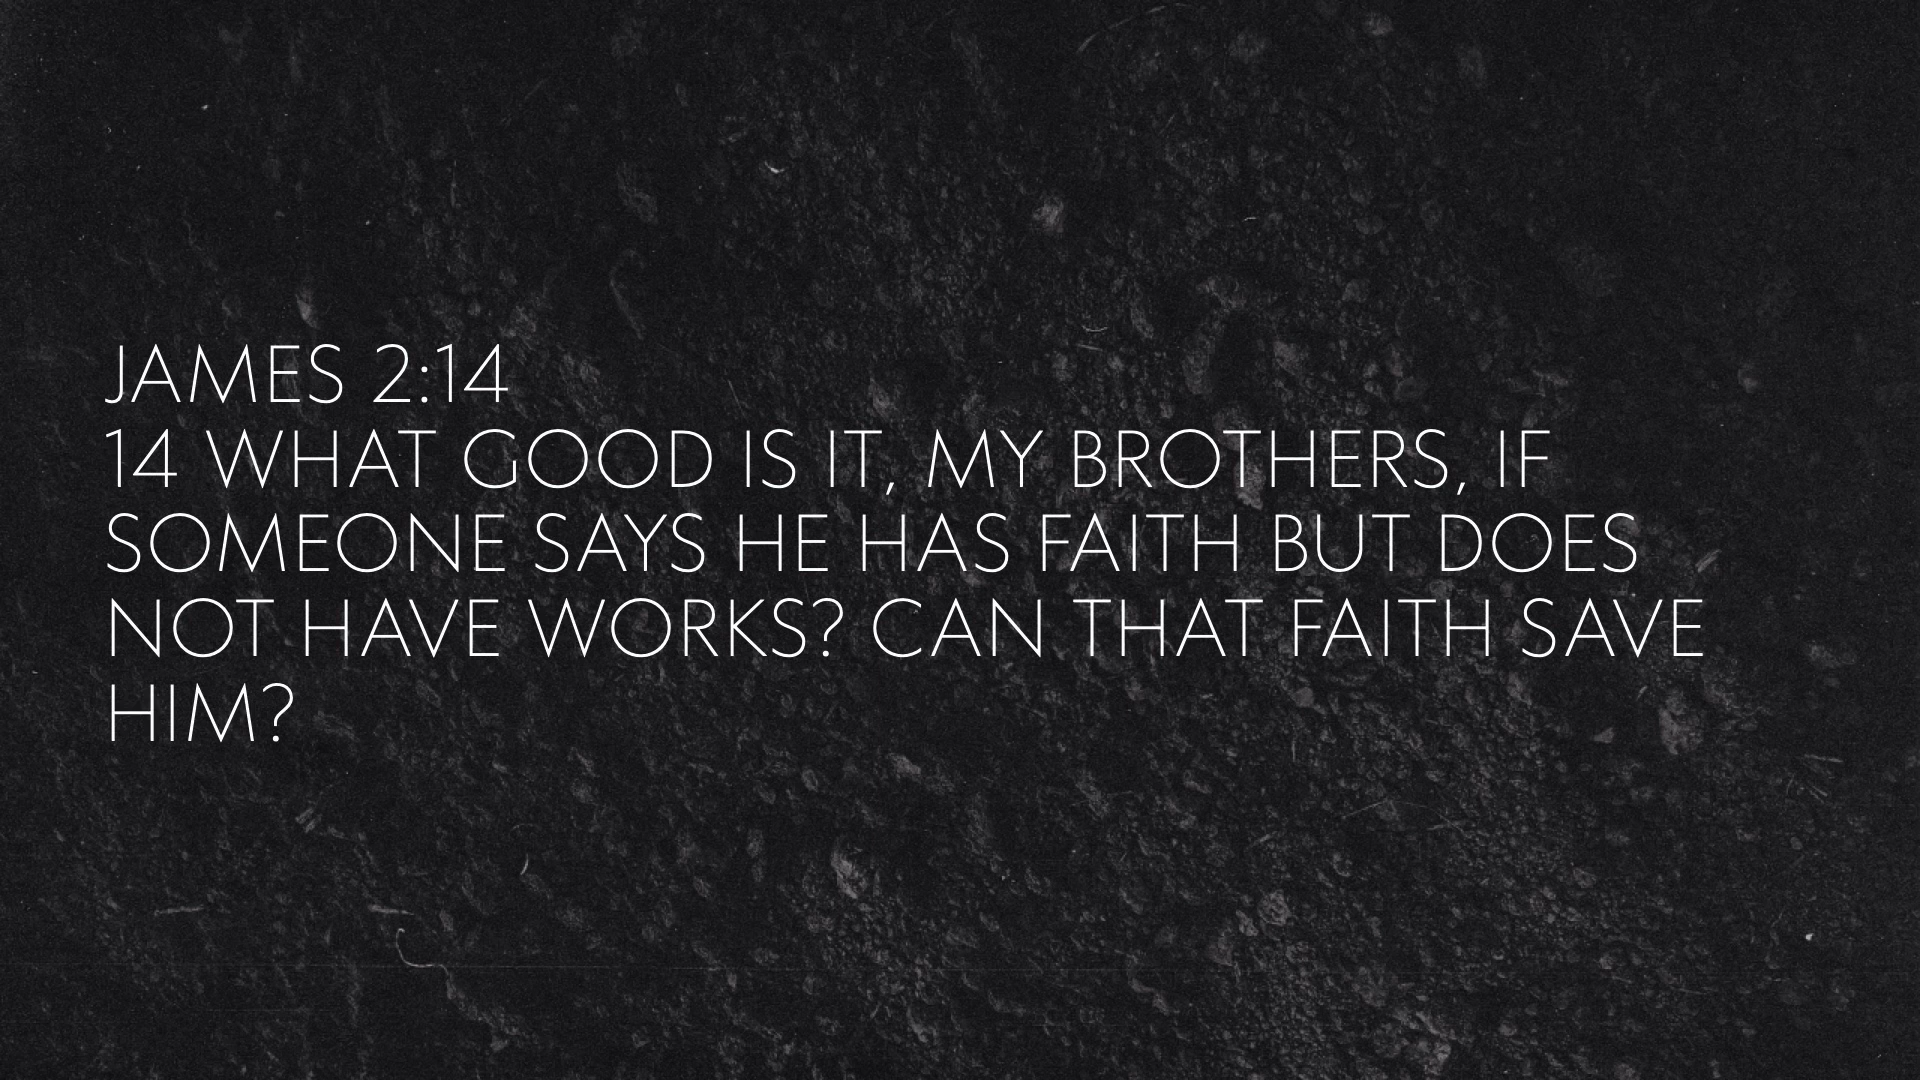 JAMES 2:14
14 WHAT GOOD IS IT, MY BROTHERS, IF
SOMEONE SAYS HE HAS FAITH BUT DOES
NOT HAVE WORKS? CAN THAT FAITH SAVE
HIM?